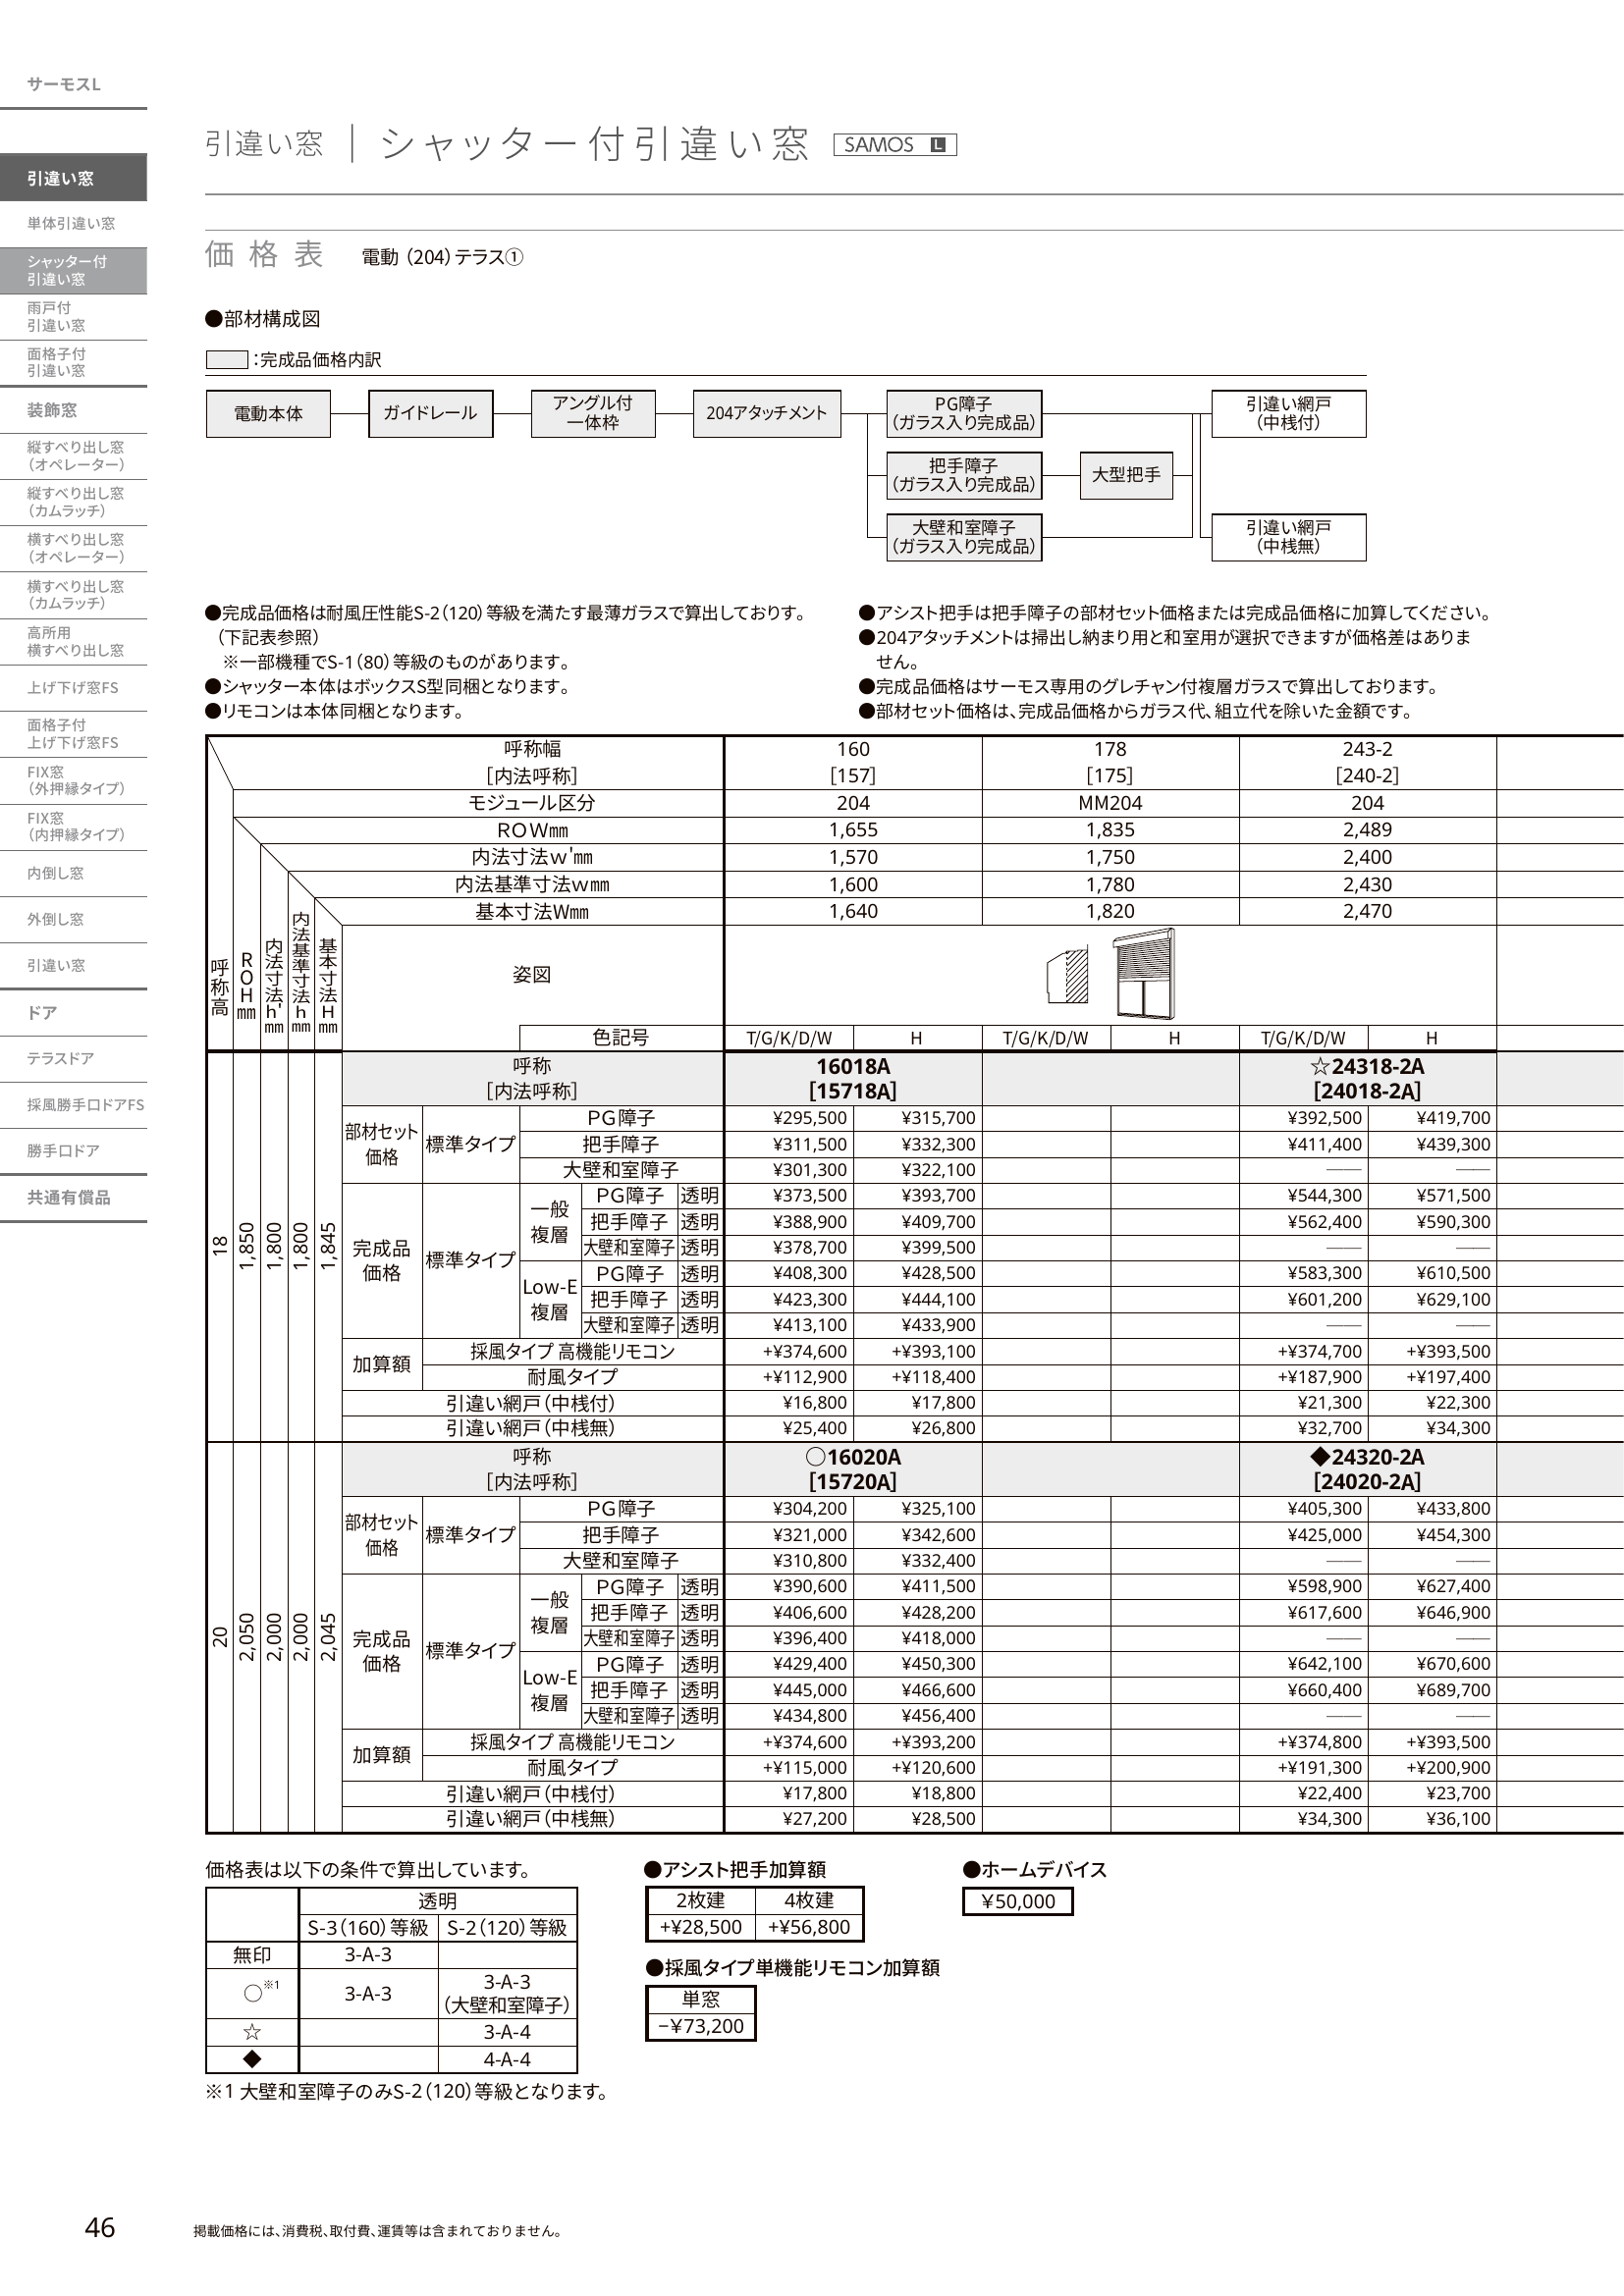 サーモスL
引違い窓
単体引違い窓
シャッター付
引違い窓
雨戸付
引違い窓
面格子付
引違い窓
装飾窓
縦すべり出し窓
（オペレーター）
縦すべり出し窓
（カムラッチ）
横すべり出し窓
（オペレーター）
横すべり出し窓
（カムラッチ）
高所用
横すべり出し窓
上げ下げ窓FS
面格子付
上げ下げ窓FS
FIX窓
（外押縁タイプ）
FIX窓
（内押縁タイプ）
内倒し窓
外倒し窓
引違い窓
ドア
テラスドア
採風勝手口ドアFS
勝手口ドア
共通有償品
引違い窓 | シャッター付引違い窓 SAMOS L
価格表 電動（204）テラス①
●部材構成図
：完成品価格内訳
電動本体 ガイドレール アングル付一体枠 204アタッチメント PG障子（ガラス入り完成品） 引違い網戸（中桟付）
把手障子（ガラス入り完成品） 大型把手
大壁和室障子（ガラス入り完成品） 引違い網戸（中桟無）
●完成品価格は耐風圧性能S-2（120）等級を満たす最薄ガラスで算出しておりす。
（下記表参照）
※一部機種でS-1（80）等級のものがあります。
●シャッター本体はボックスS型同梱となります。
●リモコンは本体同梱となります。
●アシスト把手は把手障子の部材セット価格または完成品価格に加算してください。
●204アタッチメントは掃出し納まり用と和室用が選択できますが価格差はありま
せん。
●完成品価格はサーモス専用のグレチャン付複層ガラスで算出しております。
●部材セット価格は、完成品価格からガラス代、組立代を除いた金額です。
呼称幅 160 178 243-2
［内法呼称］ ［157］ ［175］ ［240-2］
モジュール区分 204 MM204 204
ROW㎜ 1,655 1,835 2,489
内法寸法w'㎜ 1,570 1,750 2,400
内法基準寸法w㎜ 1,600 1,780 2,430
基本寸法W㎜ 1,640 1,820 2,470
呼称高 ROH㎜ 内法寸法h'㎜ 内法基準寸法h㎜ 基本寸法H㎜
姿図
色記号 T/G/K/D/W H T/G/K/D/W H T/G/K/D/W H
18 1,850 1,800 1,800 1,845
呼称 16018A ☆24318-2A
［内法呼称］ [15718A] [24018-2A]
部材セット価格 標準タイプ PG障子 ¥295,500 ¥315,700 ¥392,500 ¥419,700
把手障子 ¥311,500 ¥332,300 ¥411,400 ¥439,300
大壁和室障子 ¥301,300 ¥322,100 —— ——
完成品価格 標準タイプ 一般複層 PG障子 透明 ¥373,500 ¥393,700 ¥544,300 ¥571,500
把手障子 透明 ¥388,900 ¥409,700 ¥562,400 ¥590,300
大壁和室障子 透明 ¥378,700 ¥399,500 —— ——
Low-E複層 PG障子 透明 ¥408,300 ¥428,500 ¥583,300 ¥610,500
把手障子 透明 ¥423,300 ¥444,100 ¥601,200 ¥629,100
大壁和室障子 透明 ¥413,100 ¥433,900 —— ——
加算額 採風タイプ 高機能リモコン +¥374,600 +¥393,100 +¥374,700 +¥393,500
耐風タイプ +¥112,900 +¥118,400 +¥187,900 +¥197,400
引違い網戸（中桟付） ¥16,800 ¥17,800 ¥21,300 ¥22,300
引違い網戸（中桟無） ¥25,400 ¥26,800 ¥32,700 ¥34,300
20 2,050 2,000 2,000 2,045
呼称 ○16020A ◆24320-2A
［内法呼称］ [15720A] [24020-2A]
部材セット価格 標準タイプ PG障子 ¥304,200 ¥325,100 ¥405,300 ¥433,800
把手障子 ¥321,000 ¥342,600 ¥425,000 ¥454,300
大壁和室障子 ¥310,800 ¥332,400 —— ——
完成品価格 標準タイプ 一般複層 PG障子 透明 ¥390,600 ¥411,500 ¥598,900 ¥627,400
把手障子 透明 ¥406,600 ¥428,200 ¥617,600 ¥646,900
大壁和室障子 透明 ¥396,400 ¥418,000 —— ——
Low-E複層 PG障子 透明 ¥429,400 ¥450,300 ¥642,100 ¥670,600
把手障子 透明 ¥445,000 ¥466,600 ¥660,400 ¥689,700
大壁和室障子 透明 ¥434,800 ¥456,400 —— ——
加算額 採風タイプ 高機能リモコン +¥374,600 +¥393,200 +¥374,800 +¥393,500
耐風タイプ +¥115,000 +¥120,600 +¥191,300 +¥200,900
引違い網戸（中桟付） ¥17,800 ¥18,800 ¥22,400 ¥23,700
引違い網戸（中桟無） ¥27,200 ¥28,500 ¥34,300 ¥36,100
価格表は以下の条件で算出しています。
透明
S-3（160）等級 S-2（120）等級
無印 3-A-3
○※1 3-A-3 3-A-3（大壁和室障子）
☆ 3-A-4
◆ 4-A-4
※1 大壁和室障子のみS-2（120）等級となります。
●アシスト把手加算額
2枚建 4枚建
+¥28,500 +¥56,800
●採風タイプ単機能リモコン加算額
単窓
−¥73,200
●ホームデバイス
¥50,000
46
掲載価格には、消費税、取付費、運賃等は含まれておりません。